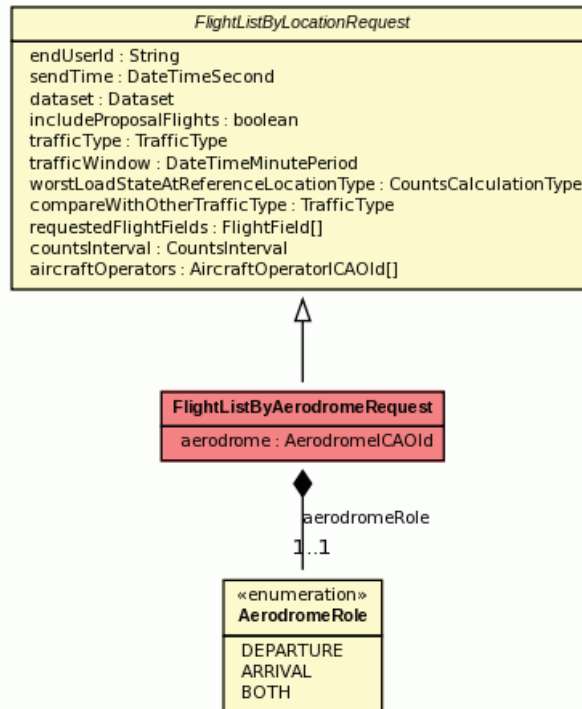 FlightListByLocationRequest
endUserId : String
sendTime : DateTimeSecond
dataset : Dataset
includeProposalFlights : boolean
trafficType : TrafficType
trafficWindow : DateTimeMinutePeriod
worstLoadStateAtReferenceLocationType : CountsCalculationType
compareWithOtherTrafficType : TrafficType
requestedFlightFields : FlightField[]
countsInterval : CountsInterval
aircraftOperators : AircraftOperatorICAOId[]
FlightListByAerodromeRequest
aerodrome : AerodromeICAOId
aerodromeRole
1..1
«enumeration»
AerodromeRole
DEPARTURE
ARRIVAL
BOTH